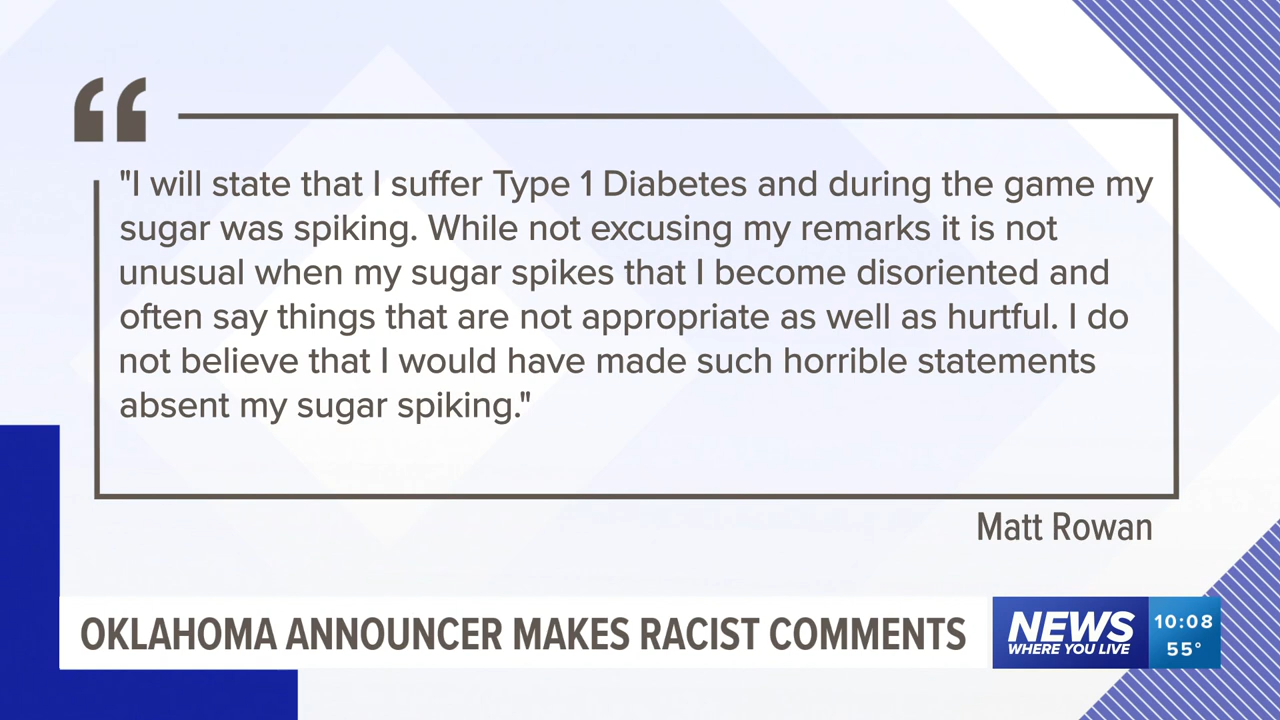 “
"I will state that I suffer Type 1 Diabetes and during the game my
sugar was spiking. While not excusing my remarks it is not
unusual when my sugar spikes that I become disoriented and
often say things that are not appropriate as well as hurtful. I do
not believe that I would have made such horrible statements
absent my sugar spiking."
Matt Rowan
OKLAHOMA ANNOUNCER MAKES RACIST COMMENTS
NEWS
WHERE YOU LIVE
10:08
55°